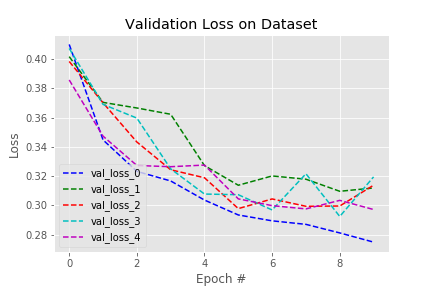 Validation Loss on Dataset
Loss
0.40
0.38
0.36
0.34
0.32
0.30
0.28
val_loss_0
val_loss_1
val_loss_2
val_loss_3
val_loss_4
0 2 4 6 8
Epoch #